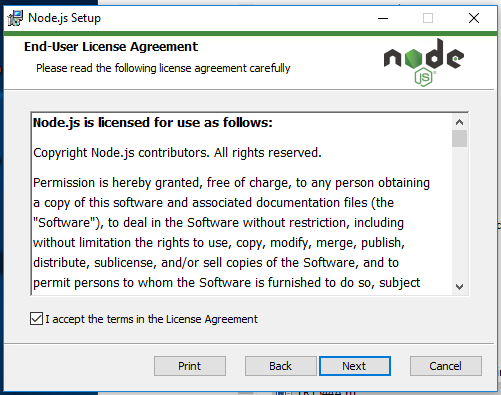 Node.js Setup
End-User License Agreement
Please read the following license agreement carefully
node
JS
Node.js is licensed for use as follows:
Copyright Node.js contributors. All rights reserved.
Permission is hereby granted, free of charge, to any person obtaining
a copy of this software and associated documentation files (the
"Software"), to deal in the Software without restriction, including
without limitation the rights to use, copy, modify, merge, publish,
distribute, sublicense, and/or sell copies of the Software, and to
permit persons to whom the Software is furnished to do so, subject
I accept the terms in the License Agreement
Print
Back
Next
Cancel